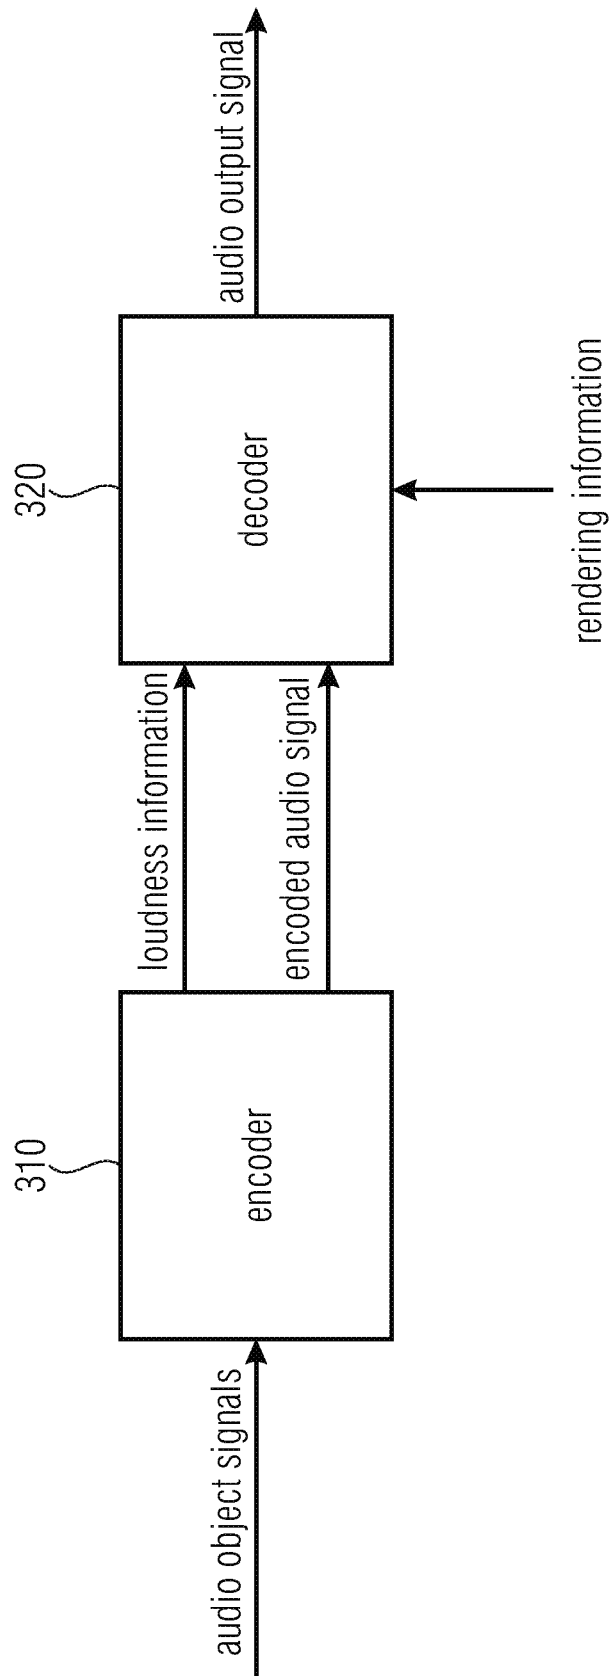 310
320
audio object signals
encoder
loudness information
encoded audio signal
decoder
audio output signal
rendering information